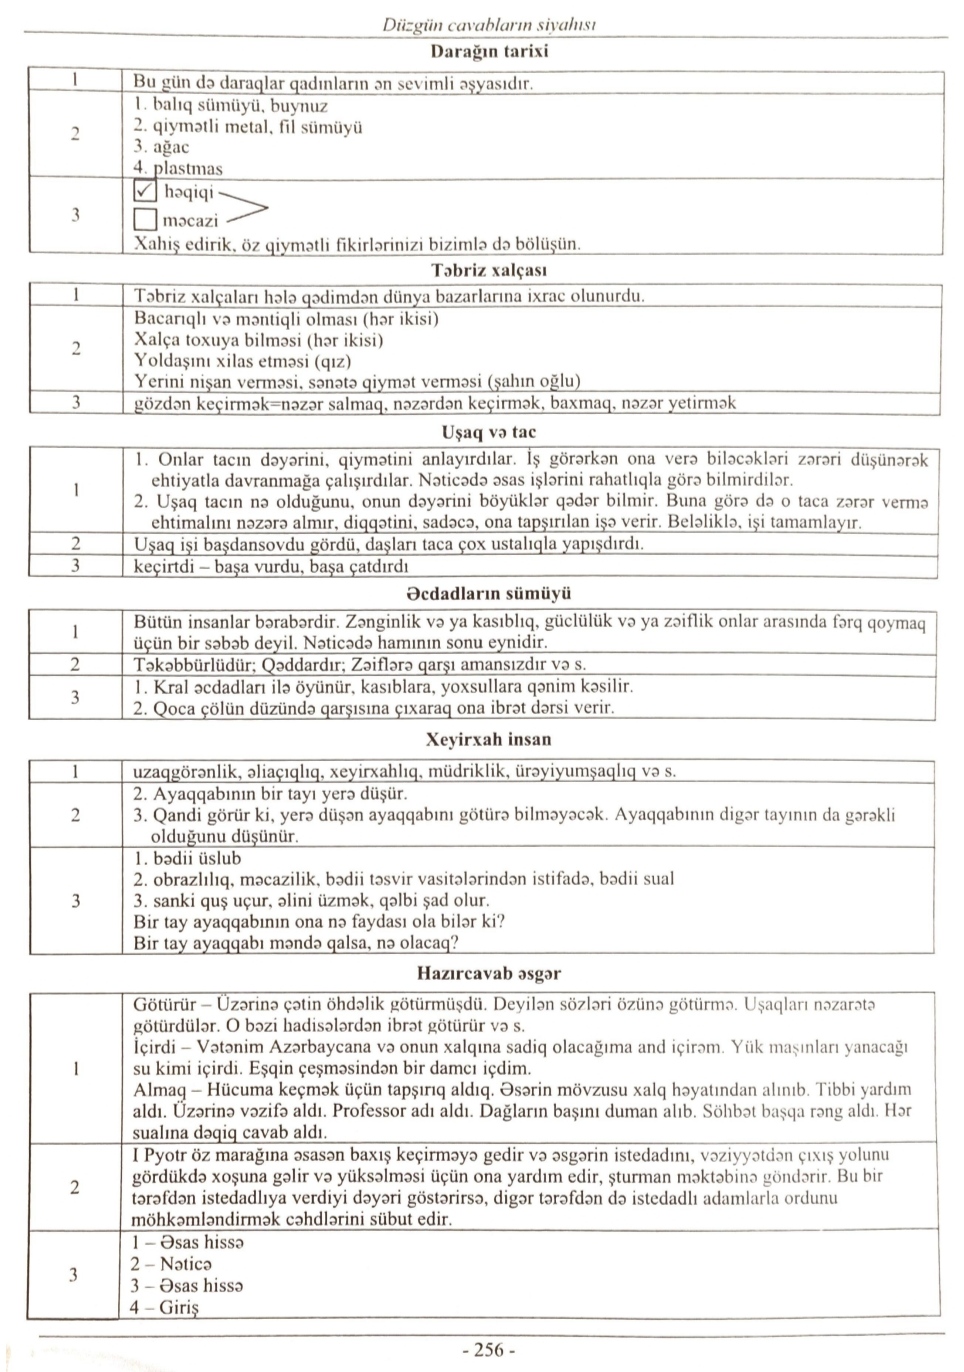 Düzgün cavabların siyahısı
Darağın tarixi
1 Bu gün də daraqlar qadınların ən sevimli əşyasıdır.
2 1. balıq sümüyü, buynuz
2. qiymətli metal, fil sümüyü
3. ağac
4. plastmas
3 ✓ həqiqi
məcazi
Xahiş edirik, öz qiymətli fikirlərinizi bizimlə də bölüşün.
Təbriz xalçası
1 Təbriz xalçaları hələ qədimdən dünya bazarlarına ixrac olunurdu.
2 Bacarıqlı və məntiqli olması (hər ikisi)
Xalça toxuya bilməsi (hər ikisi)
Yoldaşını xilas etməsi (qız)
Yerini nişan verməsi, sənətə qiymət verməsi (şahın oğlu)
3 gözdən keçirmək=nəzər salmaq, nəzərdən keçirmək, baxmaq, nəzər yetirmək
Uşaq və tac
1 1. Onlar tacın dəyərini, qiymətini anlayırdılar. İş görərkən ona verə biləcəkləri zərəri düşünərək
ehtiyatla davranmağa çalışırdılar. Nəticədə əsas işlərini rahatlıqla görə bilmirdilər.
2. Uşaq tacın nə olduğunu, onun dəyərini böyüklər qədər bilmir. Buna görə də o taca zərər vermə
ehtimalını nəzərə almır, diqqətini, sadəcə, ona tapşırılan işə verir. Beləliklə, işi tamamlayır.
2 Uşaq işi başdansovdu gördü, daşları taca çox ustalıqla yapışdırdı.
3 keçirtdi – başa vurdu, başa çatdırdı
Əcdadların sümüyü
1 Bütün insanlar bərabərdir. Zənginlik və ya kasıblıq, güclülük və ya zəiflik onlar arasında fərq qoymaq
üçün bir səbəb deyil. Nəticədə hamının sonu eynidir.
2 Təkəbbürlüdür; Qəddardır; Zəiflərə qarşı amansızdır və s.
3 1. Kral əcdadları ilə öyünür, kasıblara, yoxsullara qənim kəsilir.
2. Qoca çölün düzündə qarşısına çıxaraq ona ibrət dərsi verir.
Xeyirxah insan
1 uzaqgörənlik, əliaçıqlıq, xeyirxahlıq, müdriklik, ürəyiyumşaqlıq və s.
2 2. Ayaqqabının bir tayı yerə düşür.
3. Qandi görür ki, yerə düşən ayaqqabını götürə bilməyəcək. Ayaqqabının digər tayının da gərəkli
olduğunu düşünür.
3 1. bədii üslub
2. obrazlılıq, məcazilik, bədii təsvir vasitələrindən istifadə, bədii sual
3. sanki quş uçur, əlini üzmək, qəlbi şad olur.
Bir tay ayaqqabının ona nə faydası ola bilər ki?
Bir tay ayaqqabı məndə qalsa, nə olacaq?
Hazırcavab əsgər
1 Götürür – Üzərinə çətin öhdəlik götürmüşdü. Deyilən sözləri özünə götürmə. Uşaqları nəzarətə
götürdülər. O bəzi hadisələrdən ibrət götürür və s.
İçirdi – Vətənim Azərbaycana və onun xalqına sadiq olacağıma and içirəm. Yük maşınları yanacağı
su kimi içirdi. Eşqin çeşməsindən bir damcı içdim.
Almaq – Hücuma keçmək üçün tapşırıq aldıq. Əsərin mövzusu xalq həyatından alınıb. Tibbi yardım
aldı. Üzərinə vəzifə aldı. Professor adı aldı. Dağların başını duman alıb. Söhbət başqa rəng aldı. Hər
sualına dəqiq cavab aldı.
2 I Pyotr öz marağına əsasən baxış keçirməyə gedir və əsgərin istedadını, vəziyyətdən çıxış yolunu
gördükdə xoşuna gəlir və yüksəlməsi üçün ona yardım edir, şturman məktəbinə göndərir. Bu bir
tərəfdən istedadlıya verdiyi dəyəri göstərirsə, digər tərəfdən də istedadlı adamlarla ordunu
möhkəmləndirmək cəhdlərini sübut edir.
3 1 – Əsas hissə
2 – Nəticə
3 – Əsas hissə
4 – Giriş
- 256 -